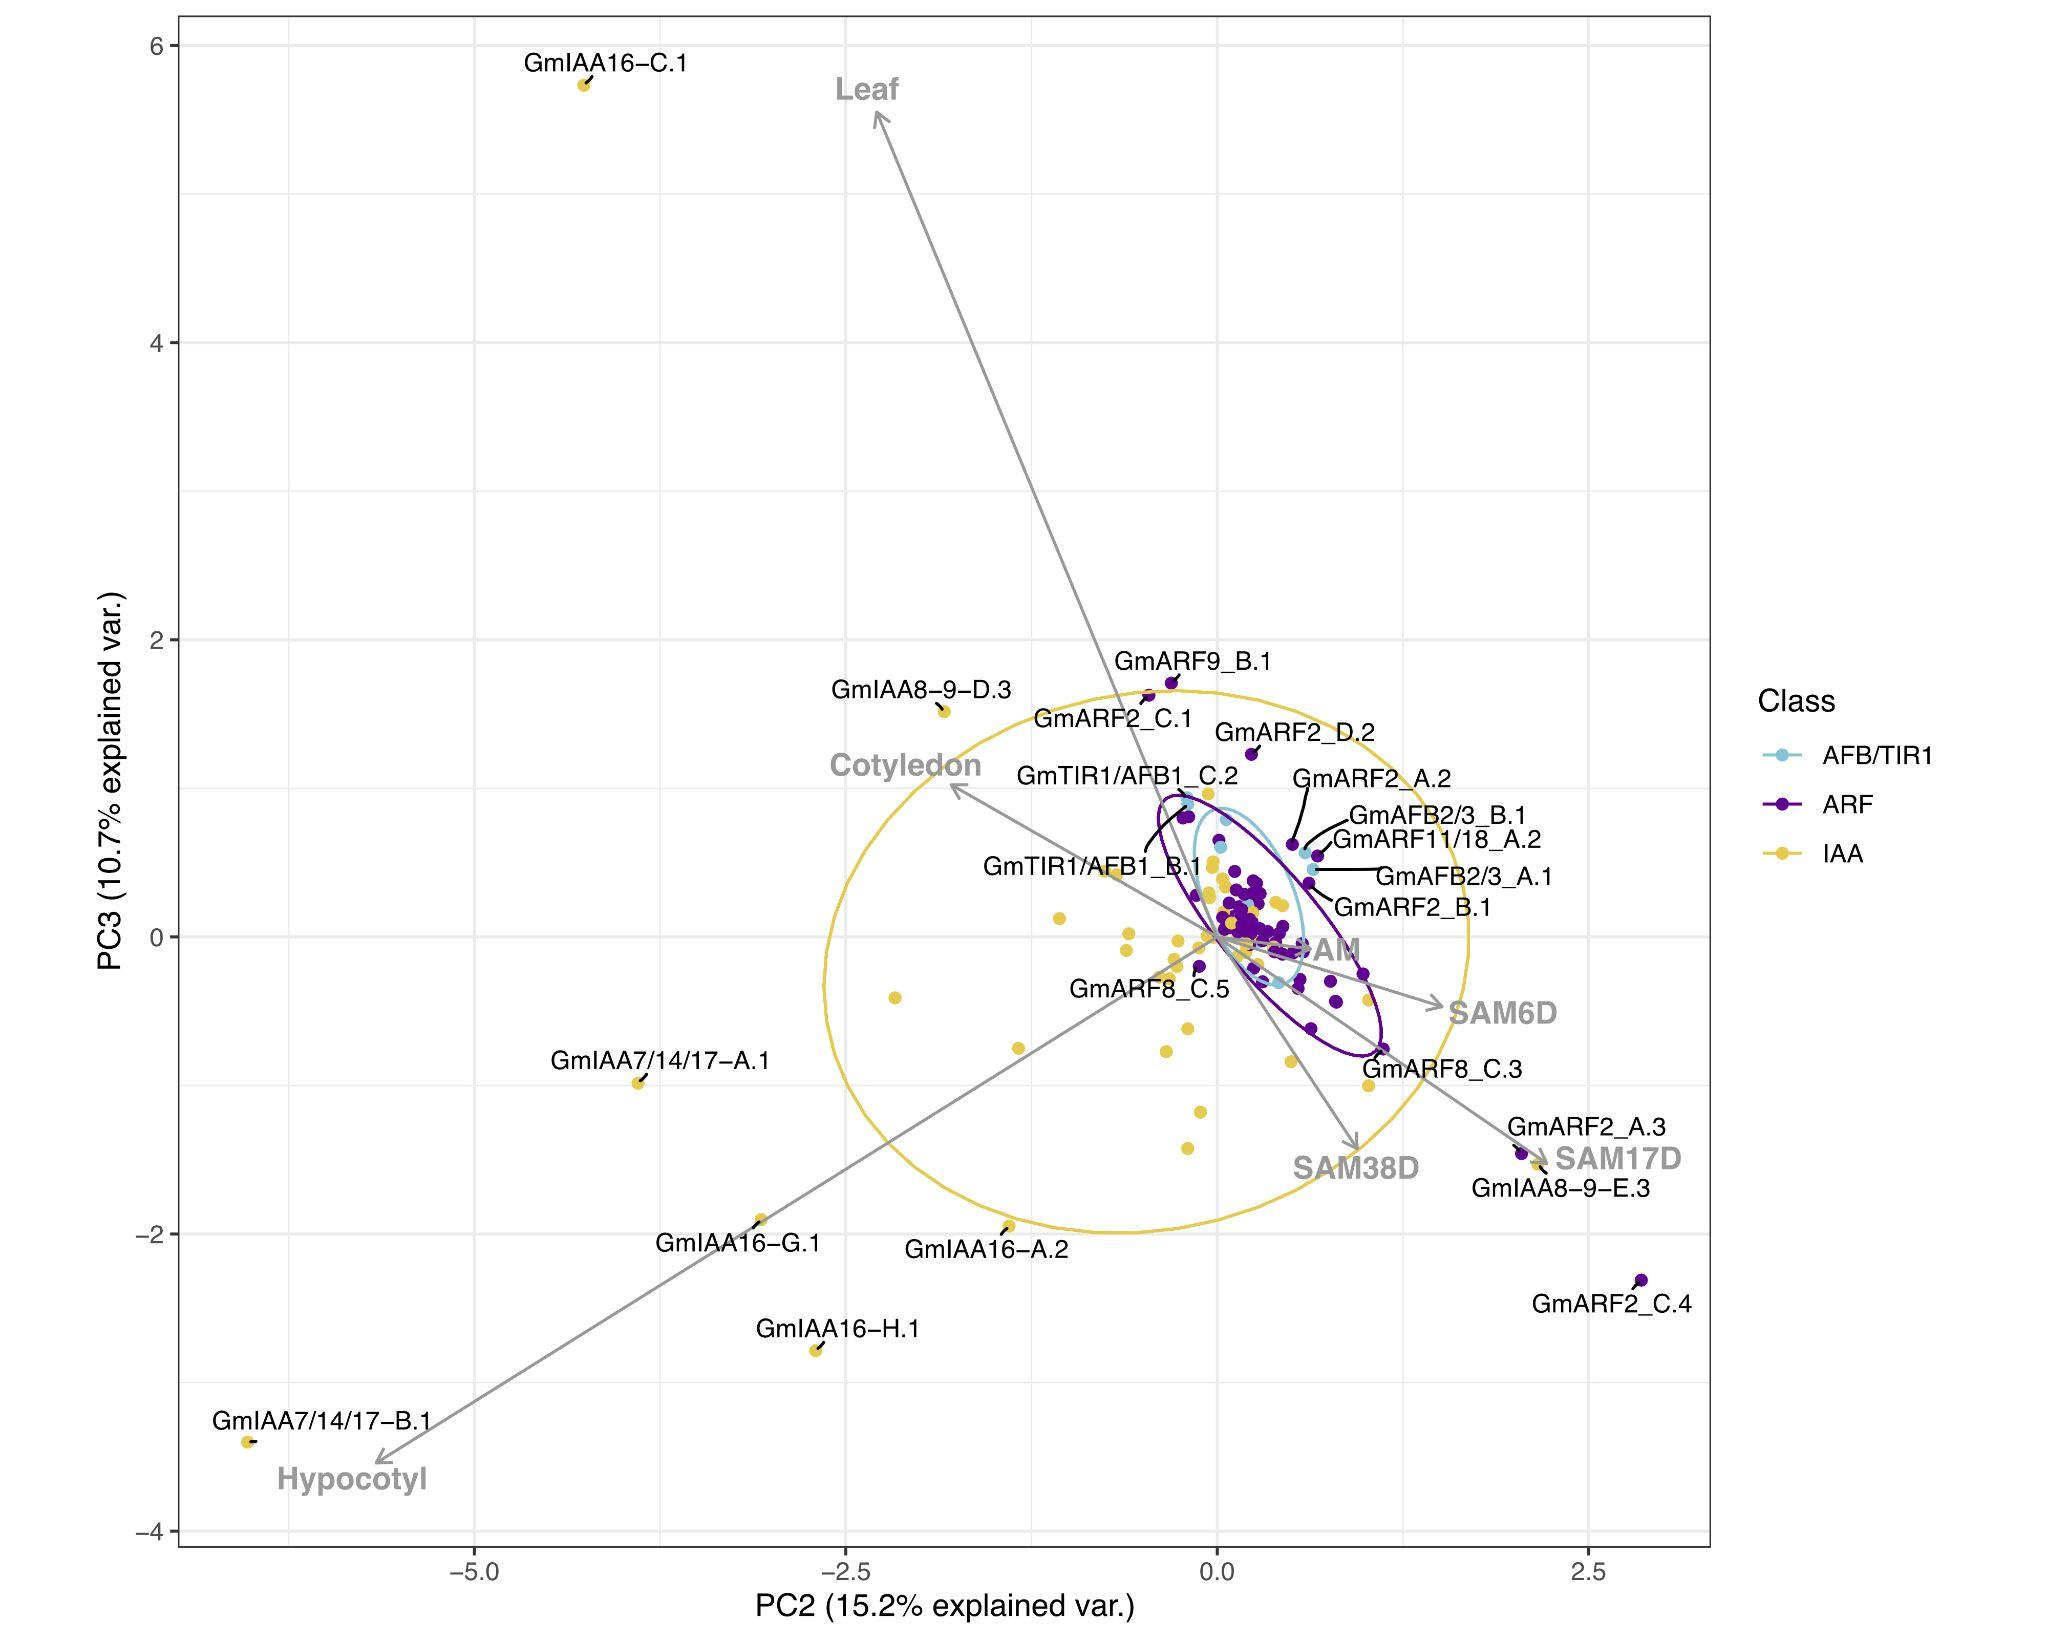 6
4
2
0
−2
−4
−5.0
−2.5
0.0
2.5
PC2 (15.2% explained var.)
PC3 (10.7% explained var.)
GmIAA16−C.1
Leaf
GmARF9_B.1
GmIAA8−9−D.3
GmARF2_C.1
GmARF2_D.2
Cotyledon
GmTIR1/AFB1_C.2
GmARF2_A.2
GmAFB2/3_B.1
GmARF11/18_A.2
GmTIR1/AFB1_B.1
GmAFB2/3_A.1
GmARF2_B.1
AM
GmARF8_C.5
SAM6D
GmIAA7/14/17−A.1
GmARF8_C.3
GmARF2_A.3
SAM17D
SAM38D
GmIAA8−9−E.3
GmIAA16−G.1
GmIAA16−A.2
GmARF2_C.4
GmIAA16−H.1
GmIAA7/14/17−B.1
Hypocotyl
Class
AFB/TIR1
ARF
IAA